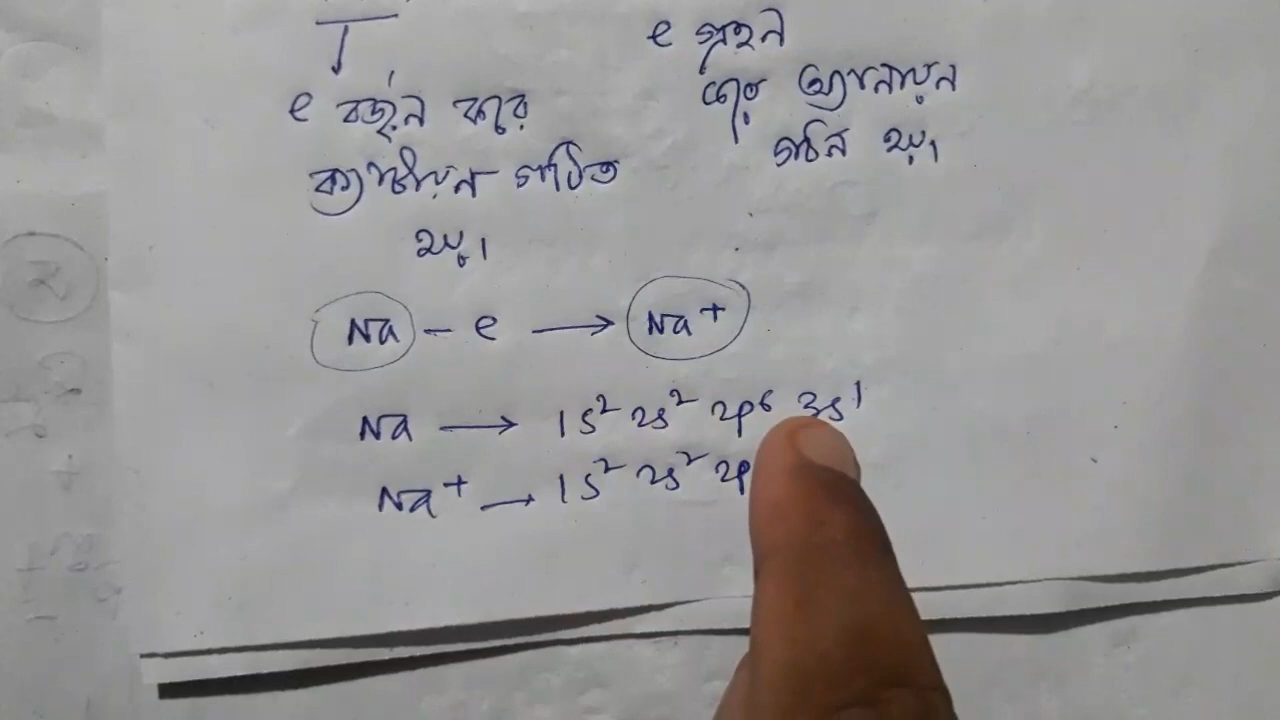 e বর্জন করে
ক্যাটায়ন গঠিত
হয়।
e গ্রহন
করে অ্যানায়ন
গঠন হয়।
Na - e → Na+
Na → 1s² 2s² 2p⁶ 3s¹
Na+ → 1s² 2s² 2p